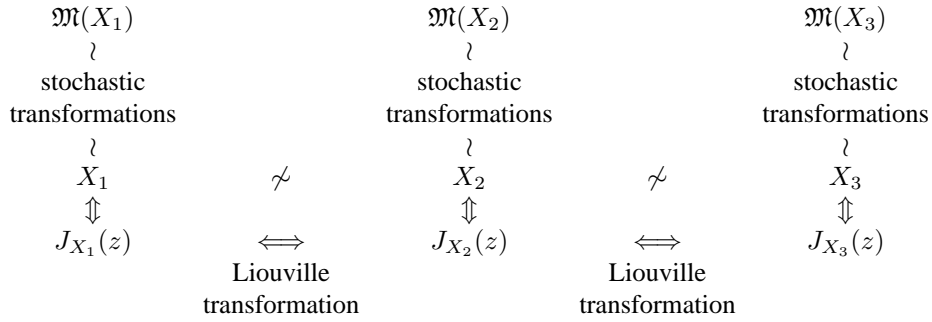 𝔐(X₁) 𝔐(X₂) 𝔐(X₃)
≀ ≀ ≀
stochastic stochastic stochastic
transformations transformations transformations
≀ ≀ ≀
X₁ ≁ X₂ ≁ X₃
⇕ ⇕ ⇕
J_{X₁}(z) ⟺ J_{X₂}(z) ⟺ J_{X₃}(z)
Liouville Liouville
transformation transformation